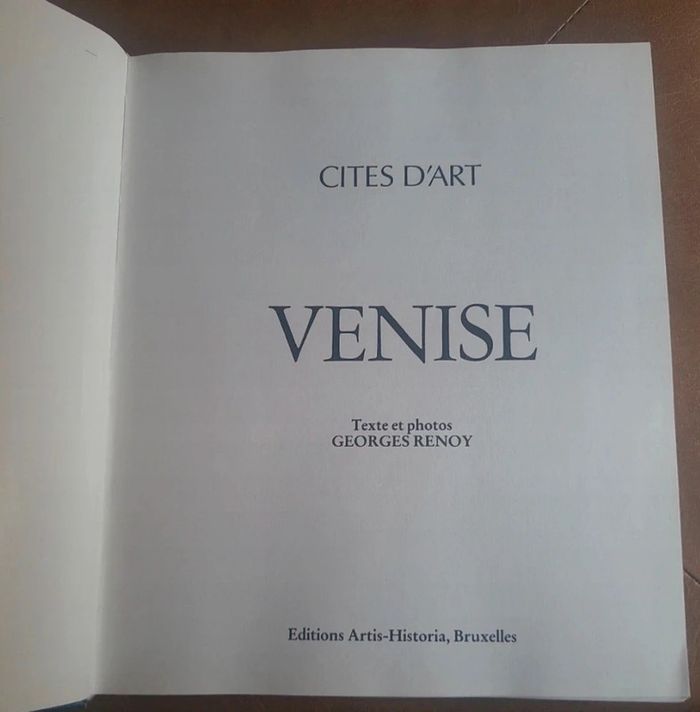 CITES D'ART
VENISE
Texte et photos
GEORGES RENOY
Editions Artis-Historia, Bruxelles